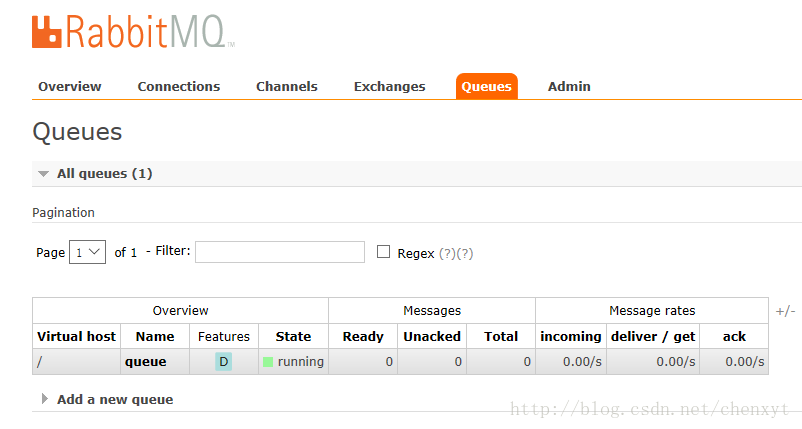 RabbitMQ TM
Overview Connections Channels Exchanges Queues Admin
Queues
All queues (1)
Pagination
Page 1 of 1 - Filter: Regex (?)(?)
Overview Messages Message rates +/-
Virtual host Name Features State Ready Unacked Total incoming deliver / get ack
/ queue D running 0 0 0 0.00/s 0.00/s 0.00/s
Add a new queue
http://blog.csdn.net/chenxyt